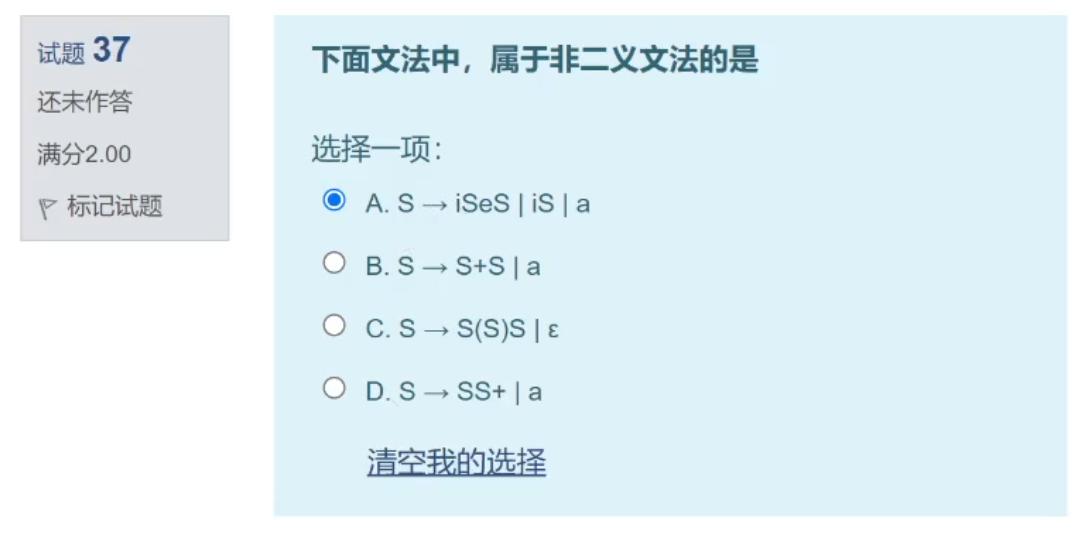 试题 37
还未作答
满分2.00
标记试题
下面文法中，属于非二义文法的是
选择一项：
A. S → iSeS | iS | a
B. S → S+S | a
C. S → S(S)S | ε
D. S → SS+ | a
清空我的选择